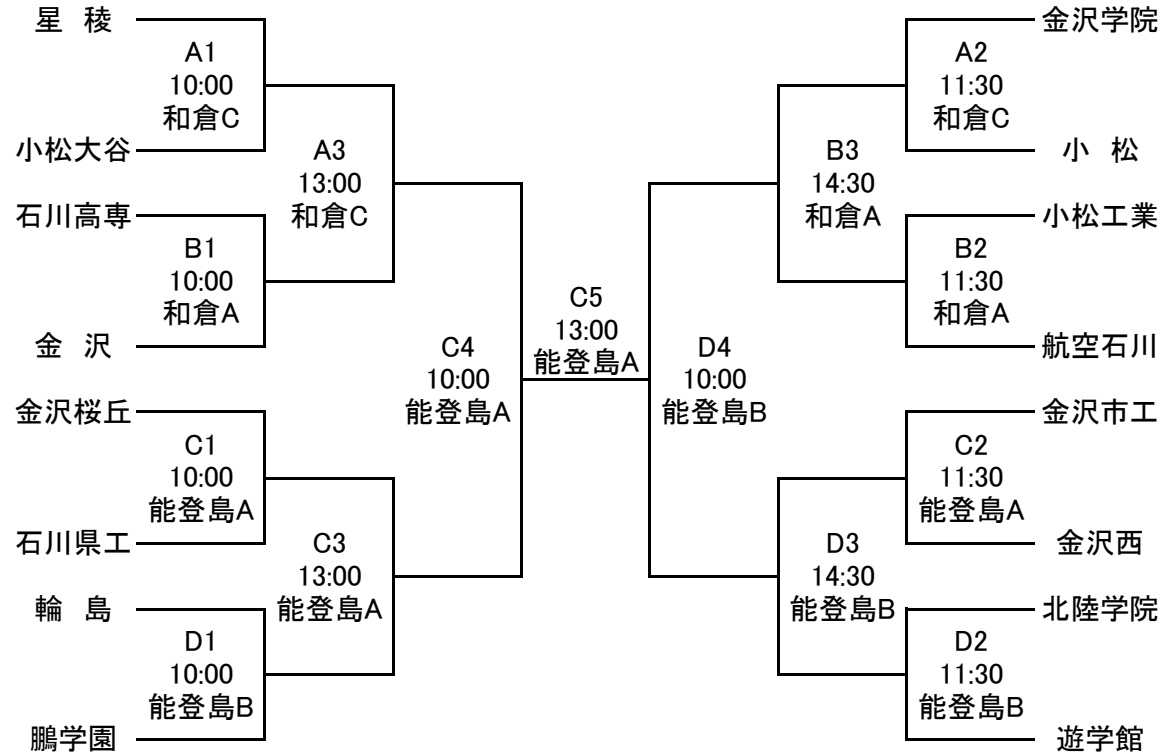 星 稜
A1
10:00
和倉C
小松大谷
A3
13:00
和倉C
石川高専
B1
10:00
和倉A
金 沢
C4
10:00
能登島A
金沢桜丘
C1
10:00
能登島A
石川県工
C3
13:00
能登島A
輪 島
D1
10:00
能登島B
鵬学園
C5
13:00
能登島A
金沢学院
A2
11:30
和倉C
小 松
B3
14:30
和倉A
小松工業
B2
11:30
和倉A
航空石川
D4
10:00
能登島B
金沢市工
C2
11:30
能登島A
金沢西
D3
14:30
能登島B
北陸学院
D2
11:30
能登島B
遊学館